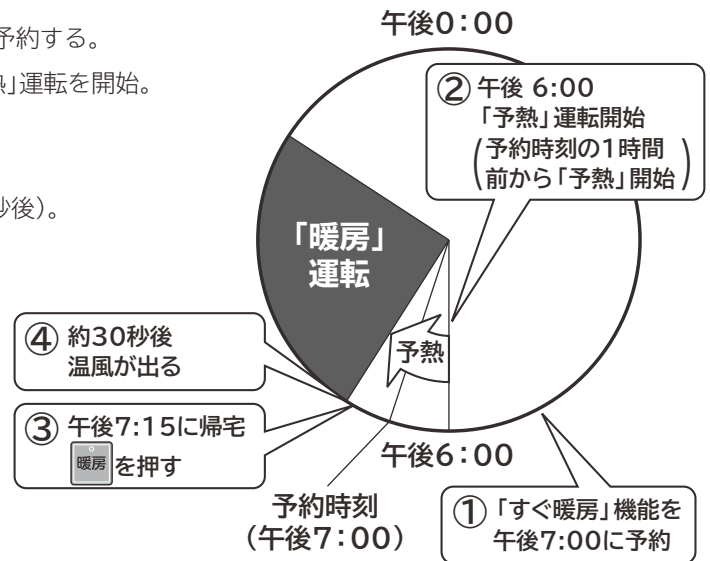 予約する。
」運転を開始。
秒後)。
午後0:00
② 午後 6:00
「予熱」運転開始
(予約時刻の1時間
前から「予熱」開始)
「暖房」
運転
予熱
④ 約30秒後
温風が出る
③ 午後7:15に帰宅
暖房 を押す
午後6:00
予約時刻
(午後7:00)
① 「すぐ暖房」機能を
午後7:00に予約